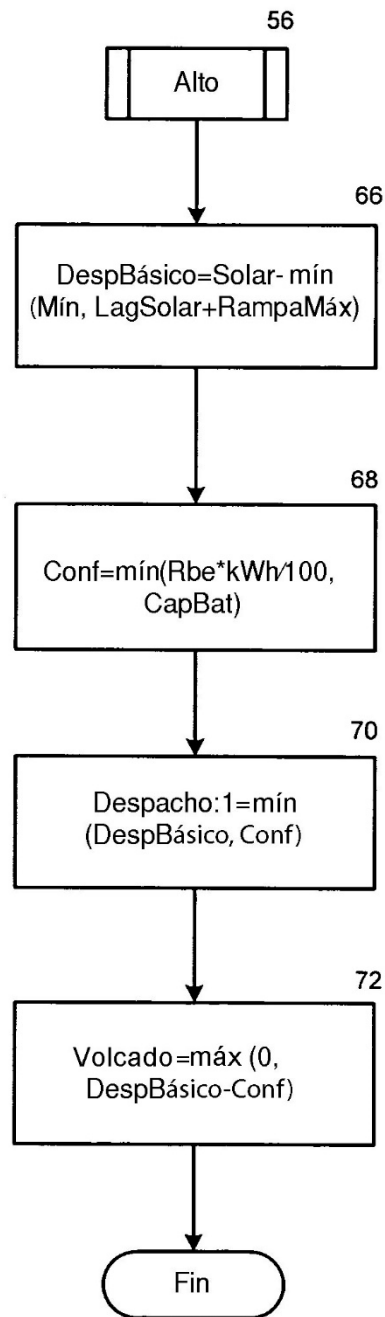 56
Alto
66
DespBásico=Solar- mín
(Mín, LagSolar+RampaMáx)
68
Conf=mín(Rbe*kWh/100,
CapBat)
70
Despacho:1=mín
(DespBásico, Conf)
72
Volcado=máx (0,
DespBásico-Conf)
Fin